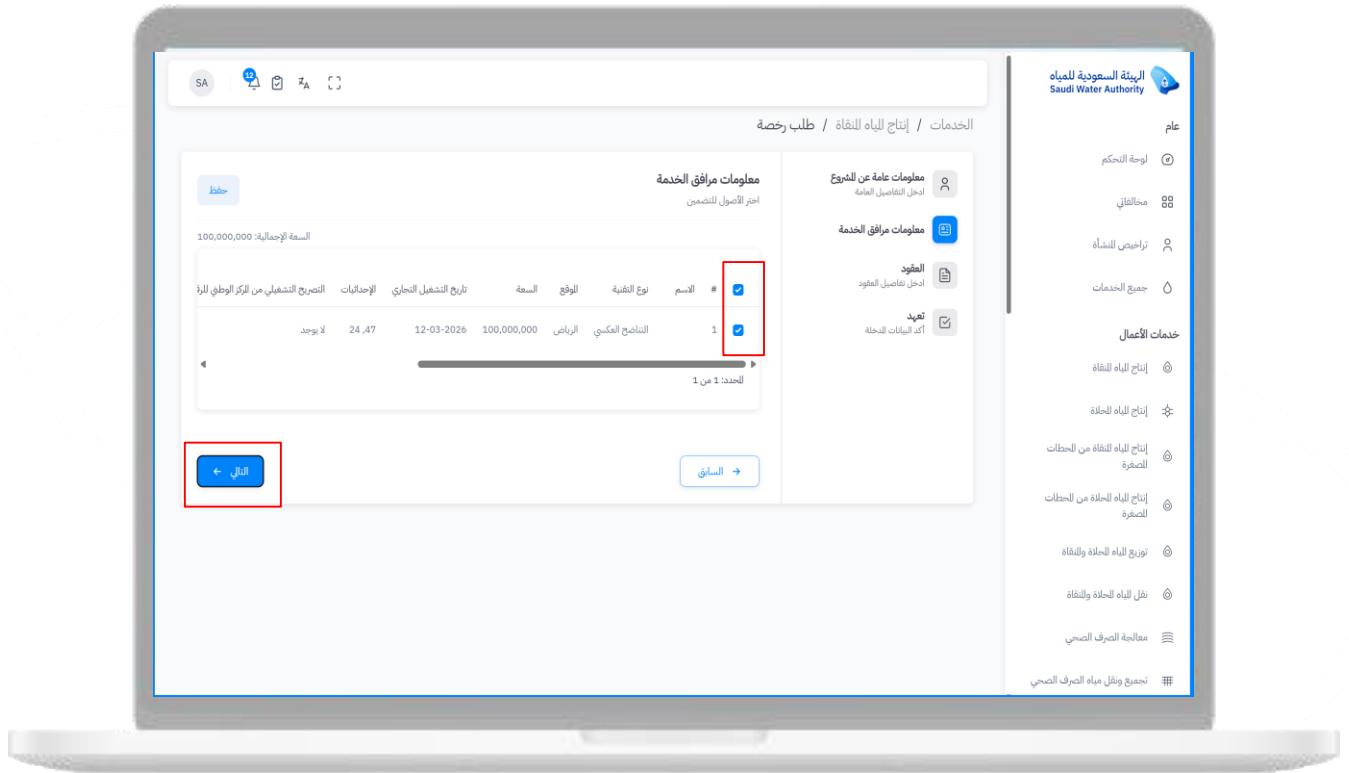 الهيئة السعودية للمياه
Saudi Water Authority
عام
لوحة التحكم
مخالفاتي
تراخيص المنشأة
جميع الخدمات
خدمات الأعمال
إنتاج المياه المنقاة
إنتاج المياه المحلاة
إنتاج المياه المنقاة من المحطات
المصغرة
إنتاج المياه المحلاة من المحطات
المصغرة
توزيع المياه المحلاة والمنقاة
نقل المياه المحلاة والمنقاة
معالجة الصرف الصحي
تجميع ونقل مياه الصرف الصحي
12
SA
الخدمات / إنتاج المياه المنقاة / طلب رخصة
معلومات عامة عن المشروع
ادخل التفاصيل العامة
معلومات مرافق الخدمة
العقود
ادخل تفاصيل العقود
تعهد
أكد البيانات المدخلة
معلومات مرافق الخدمة
اختر الأصول للتضمين
حفظ
السعة الإجمالية: 100,000,000
# الاسم نوع التقنية الموقع السعة تاريخ التشغيل التجاري الإحداثيات التصريح التشغيلي من المركز الوطني للرق
1 التناضح العكسي الرياض 100,000,000 12-03-2026 24 ,47 لا يوجد
المحدد: 1 من 1
السابق
التالي